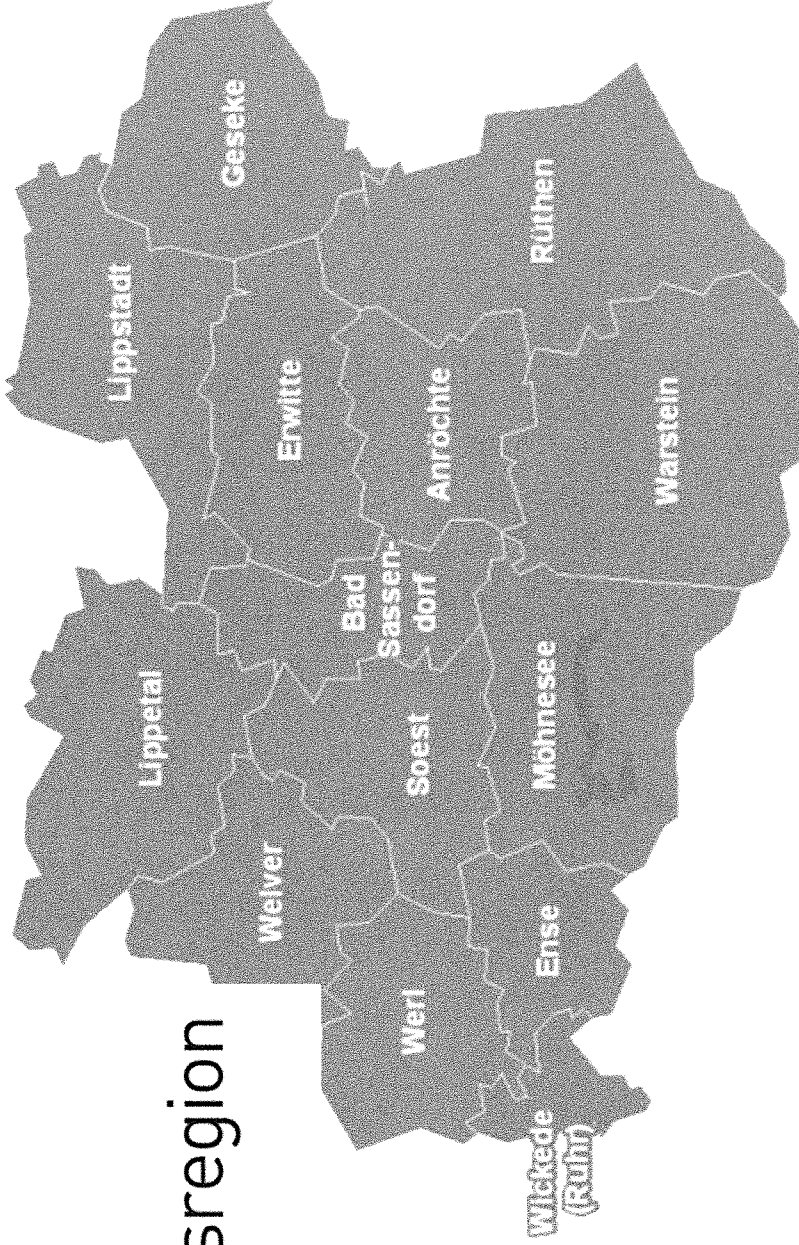 sregion
Lippetal
Lippstadt
Geseke
Welver
Erwitte
Bad
Sassen-
dorf
Soest
Werl
Anröchte
Rüthen
Möhnesee
Ense
Warstein
Wickede
(Ruhr)